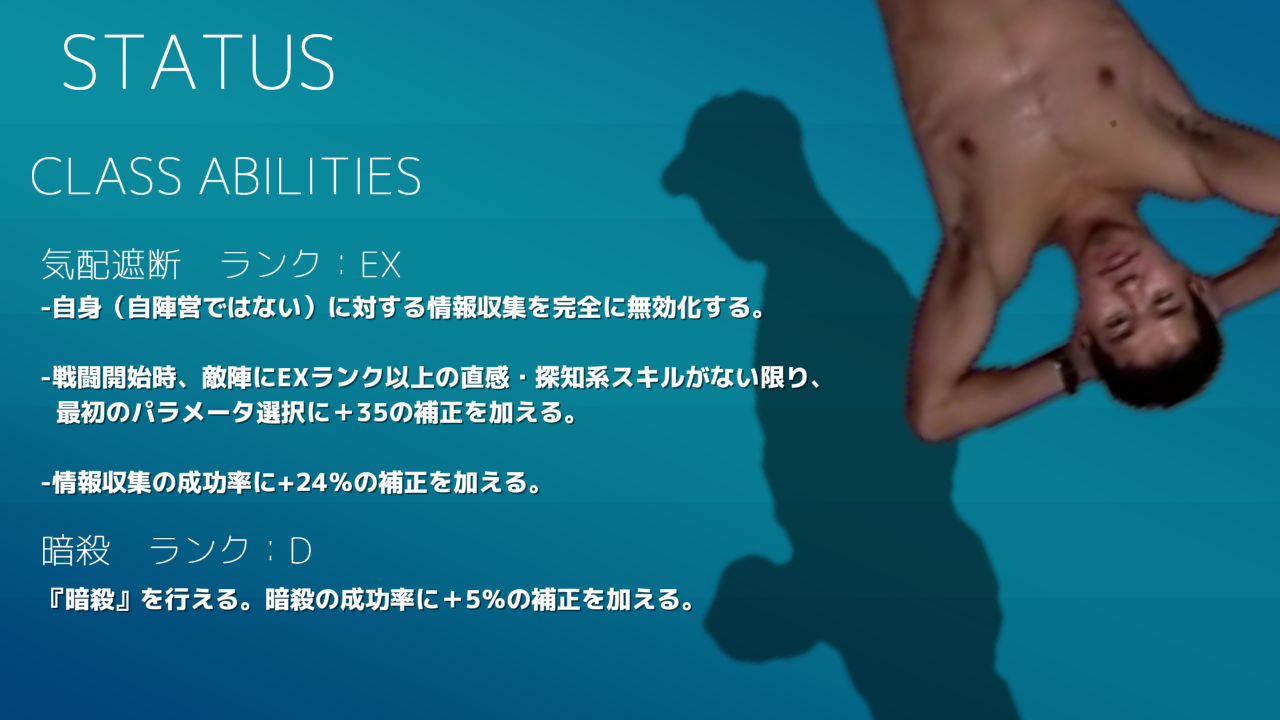 STATUS
CLASS ABILITIES
気配遮断　ランク：EX
-自身（自陣営ではない）に対する情報収集を完全に無効化する。
-戦闘開始時、敵陣にEXランク以上の直感・探知系スキルがない限り、
最初のパラメータ選択に＋35の補正を加える。
-情報収集の成功率に+24%の補正を加える。
暗殺　ランク：D
『暗殺』を行える。暗殺の成功率に＋5%の補正を加える。